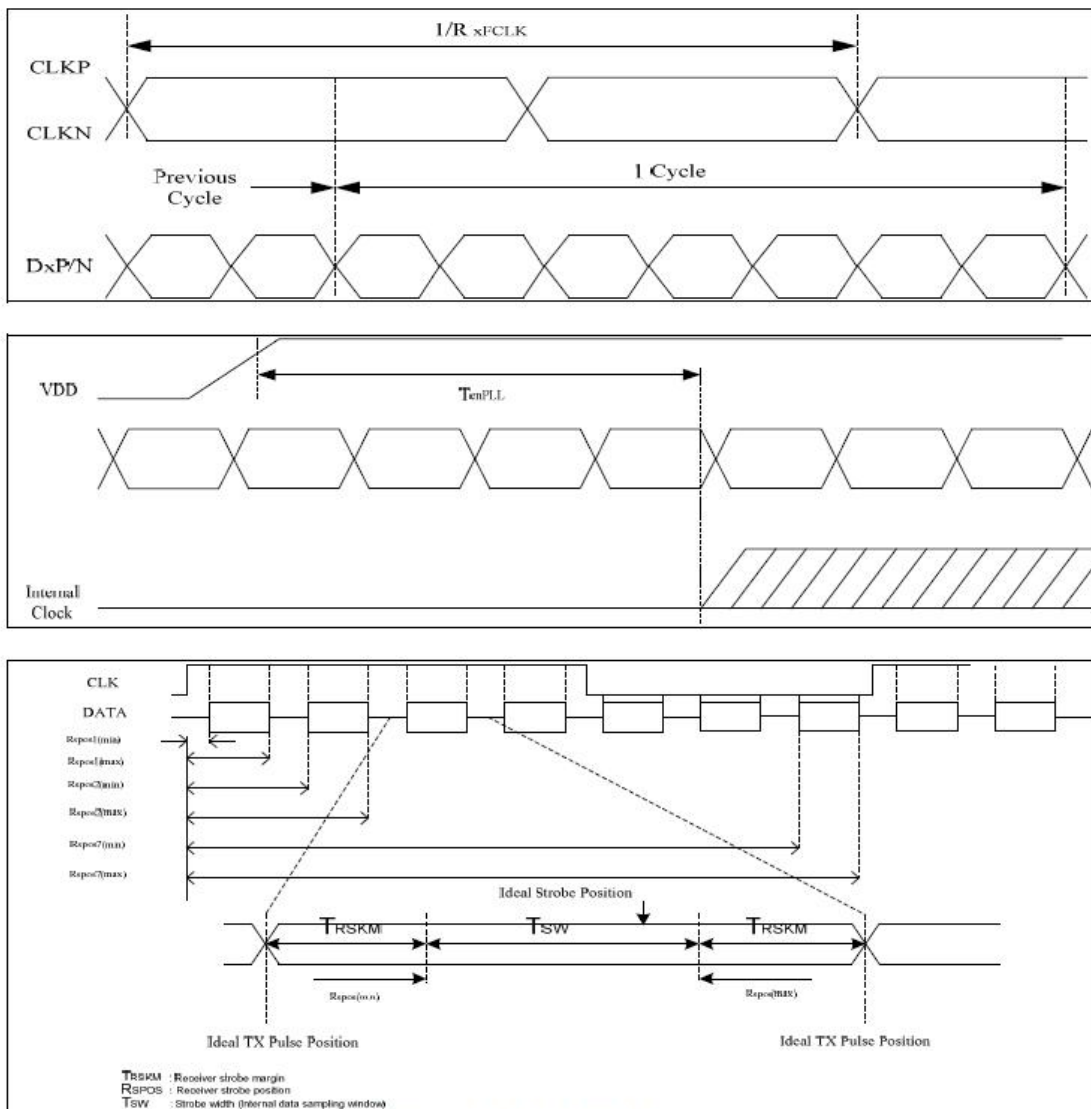 1/R xFCLK
CLKP
CLKN
Previous
Cycle
1 Cycle
DxP/N
VDD
TenPLL
Internal
Clock
CLK
DATA
Rspos1(min)
Rspos1(max)
Rspos2(min)
Rspos2(max)
Rspos7(min)
Rspos7(max)
Ideal Strobe Position
TRSKM TSW TRSKM
Rspos(min) Rspos(max)
Ideal TX Pulse Position Ideal TX Pulse Position
TRSKM : Receiver strobe margin
RSPOS : Receiver strobe position
TSW : Strobe width (Internal data sampling window)